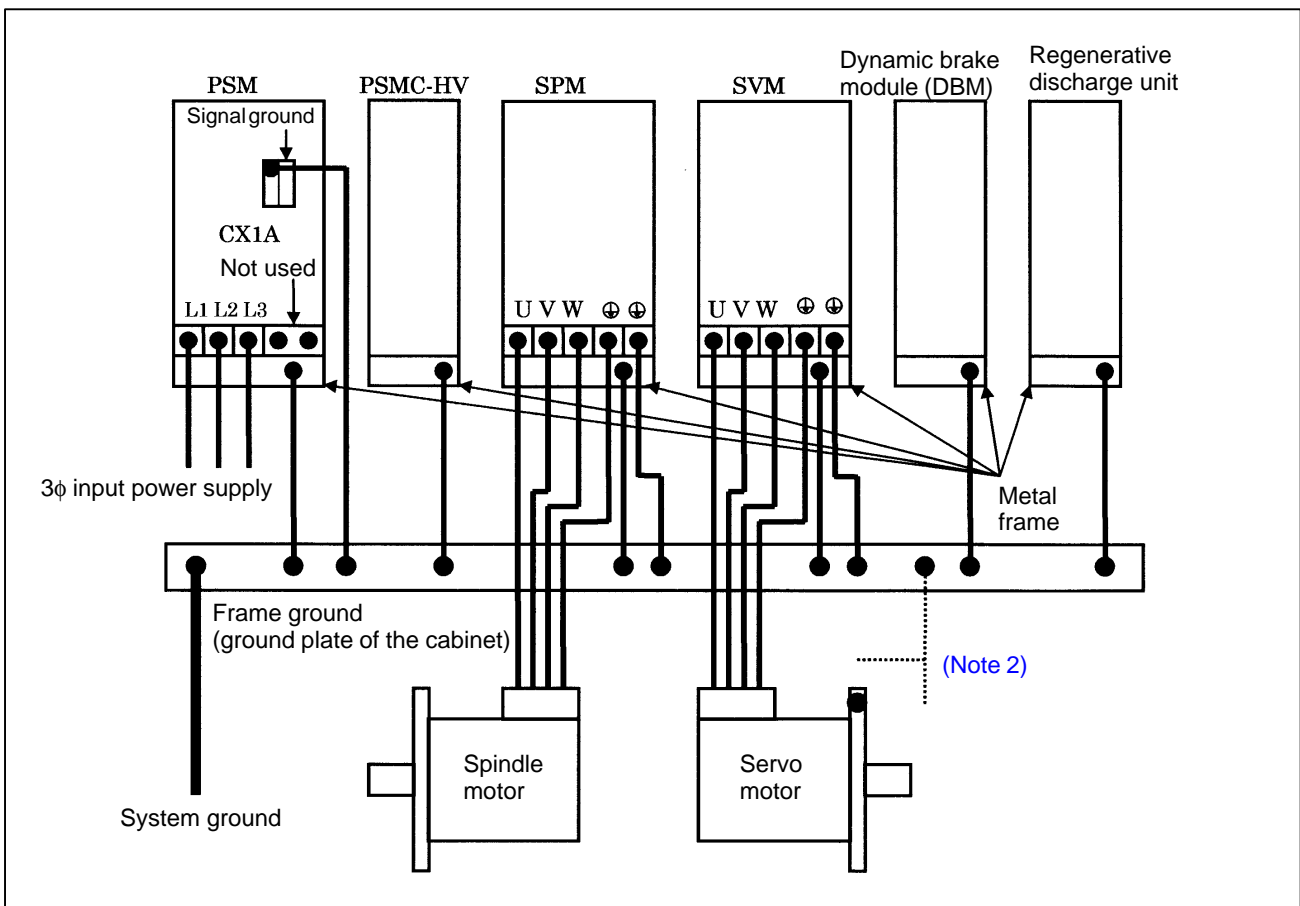 PSM
PSMC-HV
SPM
SVM
Dynamic brake
module (DBM)
Regenerative
discharge unit
Signal ground
CX1A
Not used
L1 L2 L3
U V W
U V W
3φ input power supply
Metal
frame
Frame ground
(ground plate of the cabinet)
(Note 2)
Spindle
motor
Servo
motor
System ground